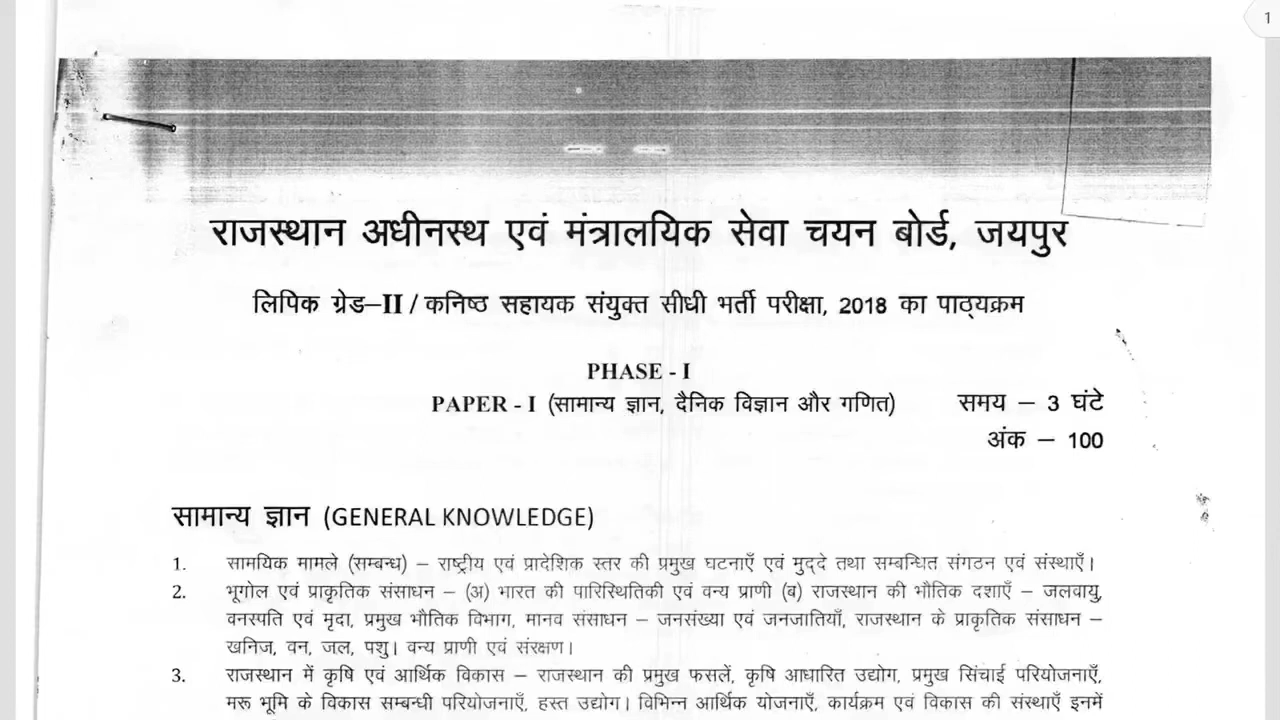 1
राजस्थान अधीनस्थ एवं मंत्रालयिक सेवा चयन बोर्ड, जयपुर
लिपिक ग्रेड–II / कनिष्ठ सहायक संयुक्त सीधी भर्ती परीक्षा, 2018 का पाठ्यक्रम
PHASE - I
PAPER - I (सामान्य ज्ञान, दैनिक विज्ञान और गणित) समय – 3 घंटे
अंक – 100
सामान्य ज्ञान (GENERAL KNOWLEDGE)
1. सामयिक मामले (सम्बन्ध) – राष्ट्रीय एवं प्रादेशिक स्तर की प्रमुख घटनाएँ एवं मुद्दे तथा सम्बन्धित संगठन एवं संस्थाएँ।
2. भूगोल एवं प्राकृतिक संसाधन – (अ) भारत की पारिस्थितिकी एवं वन्य प्राणी (ब) राजस्थान की भौतिक दशाएँ – जलवायु,
वनस्पति एवं मृदा, प्रमुख भौतिक विभाग, मानव संसाधन – जनसंख्या एवं जनजातियाँ, राजस्थान के प्राकृतिक संसाधन –
खनिज, वन, जल, पशु। वन्य प्राणी एवं संरक्षण।
3. राजस्थान में कृषि एवं आर्थिक विकास – राजस्थान की प्रमुख फसलें, कृषि आधारित उद्योग, प्रमुख सिंचाई परियोजनाएँ,
मरू भूमि के विकास सम्बन्धी परियोजनाएँ, हस्त उद्योग। विभिन्न आर्थिक योजनाएँ, कार्यक्रम एवं विकास की संस्थाएँ इनमें